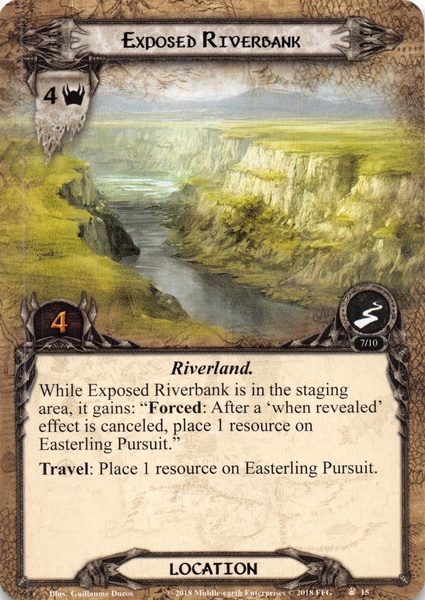 Exposed Riverbank
4
4
7/10
Riverland.
While Exposed Riverbank is in the staging
area, it gains: “Forced: After a ‘when revealed’
effect is canceled, place 1 resource on
Easterling Pursuit.”
Travel: Place 1 resource on Easterling Pursuit.
LOCATION
Illus. Guillaume Ducos © 2018 Middle-earth Enterprises © 2018 FFG 15